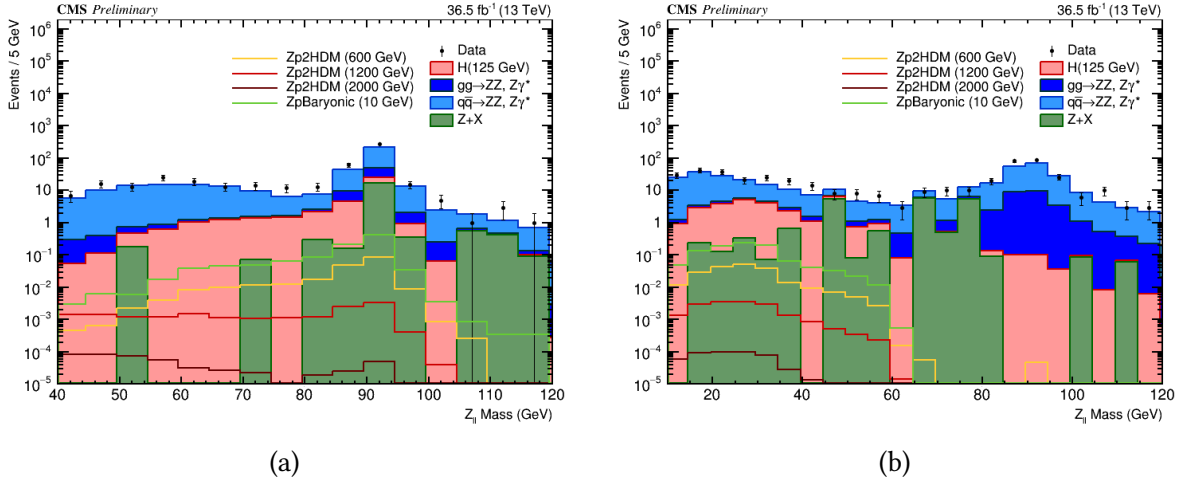 CMS Preliminary 36.5 fb⁻¹ (13 TeV)
Events / 5 GeV
10⁶
10⁵
10⁴
10³
10²
10
1
10⁻¹
10⁻²
10⁻³
10⁻⁴
10⁻⁵
Zp2HDM (600 GeV)
Zp2HDM (1200 GeV)
Zp2HDM (2000 GeV)
ZpBaryonic (10 GeV)
Data
H(125 GeV)
gg→ZZ, Zγ*
qq̅→ZZ, Zγ*
Z+X
40 50 60 70 80 90 100 110 120
Z_ll Mass (GeV)
(a)
CMS Preliminary 36.5 fb⁻¹ (13 TeV)
Events / 5 GeV
10⁶
10⁵
10⁴
10³
10²
10
1
10⁻¹
10⁻²
10⁻³
10⁻⁴
10⁻⁵
Zp2HDM (600 GeV)
Zp2HDM (1200 GeV)
Zp2HDM (2000 GeV)
ZpBaryonic (10 GeV)
Data
H(125 GeV)
gg→ZZ, Zγ*
qq̅→ZZ, Zγ*
Z+X
20 40 60 80 100 120
Z_ll Mass (GeV)
(b)